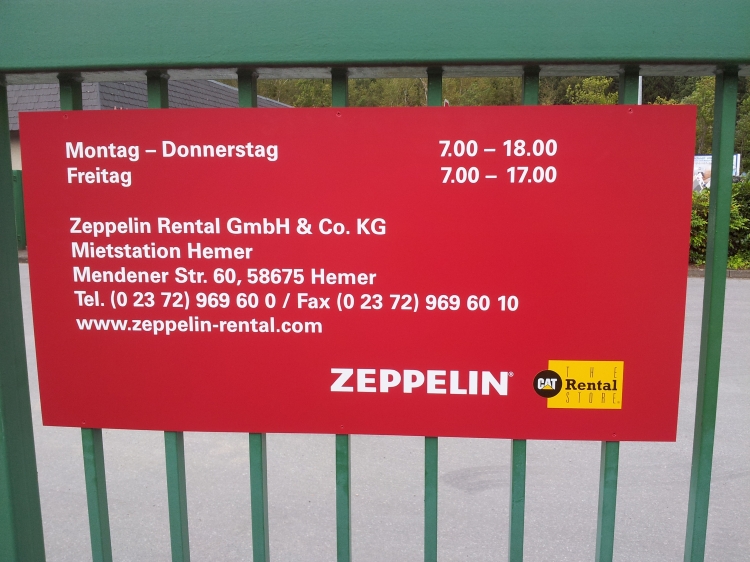 Montag – Donnerstag 7.00 – 18.00
Freitag 7.00 – 17.00
Zeppelin Rental GmbH & Co. KG
Mietstation Hemer
Mendener Str. 60, 58675 Hemer
Tel. (0 23 72) 969 60 0 / Fax (0 23 72) 969 60 10
www.zeppelin-rental.com
ZEPPELIN®
THE
CAT Rental
STORE